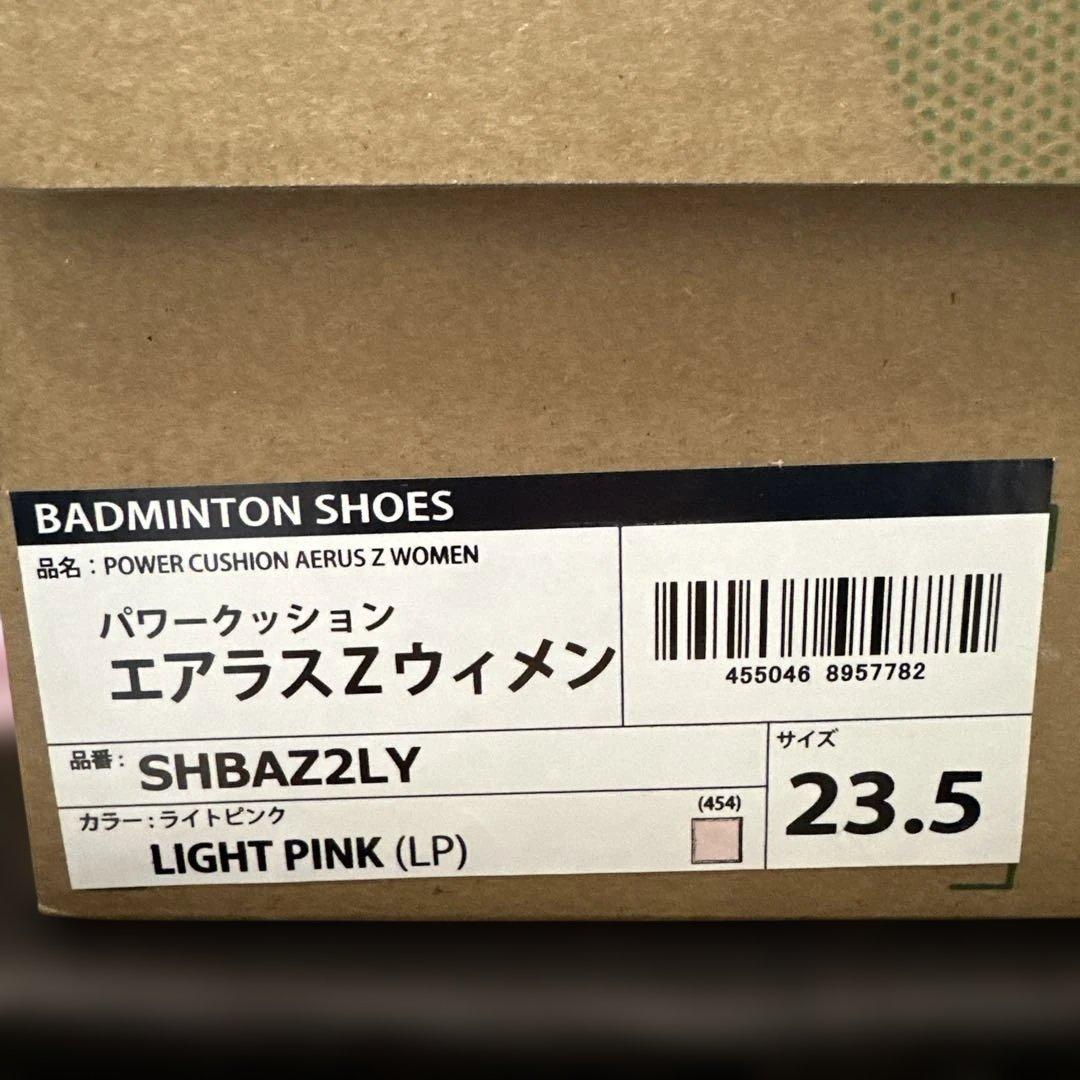 BADMINTON SHOES
品名：POWER CUSHION AERUS Z WOMEN
パワークッション
エアラスZウィメン
455046 8957782
品番：SHBAZ2LY
サイズ
23.5
カラー：ライトピンク
LIGHT PINK (LP)
(454)